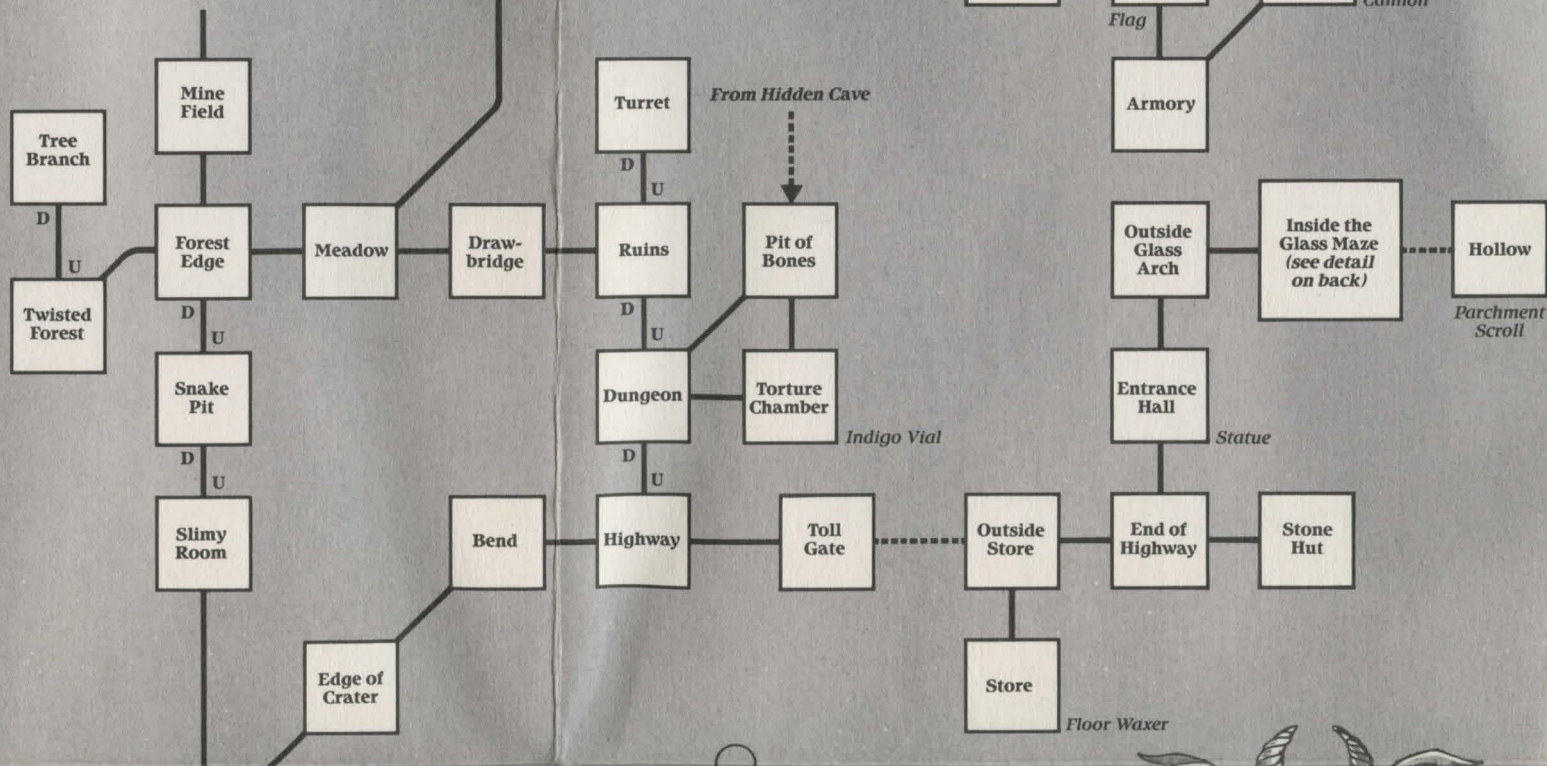 Flag
Cannon
Mine
Field
Turret
From Hidden Cave
Armory
Tree
Branch
D
U
D
U
Forest
Edge
Meadow
Draw-
bridge
Ruins
Pit of
Bones
Outside
Glass
Arch
Inside the
Glass Maze
(see detail
on back)
Hollow
Parchment
Scroll
Twisted
Forest
D
U
D
U
Snake
Pit
Dungeon
Torture
Chamber
Indigo Vial
Entrance
Hall
Statue
D
U
D
U
Slimy
Room
Bend
Highway
Toll
Gate
Outside
Store
End of
Highway
Stone
Hut
Edge of
Crater
Store
Floor Waxer